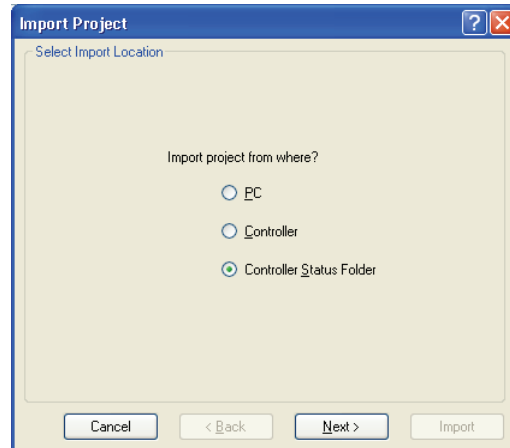 Import Project
Select Import Location
Import project from where?
PC
Controller
Controller Status Folder
Cancel < Back Next > Import